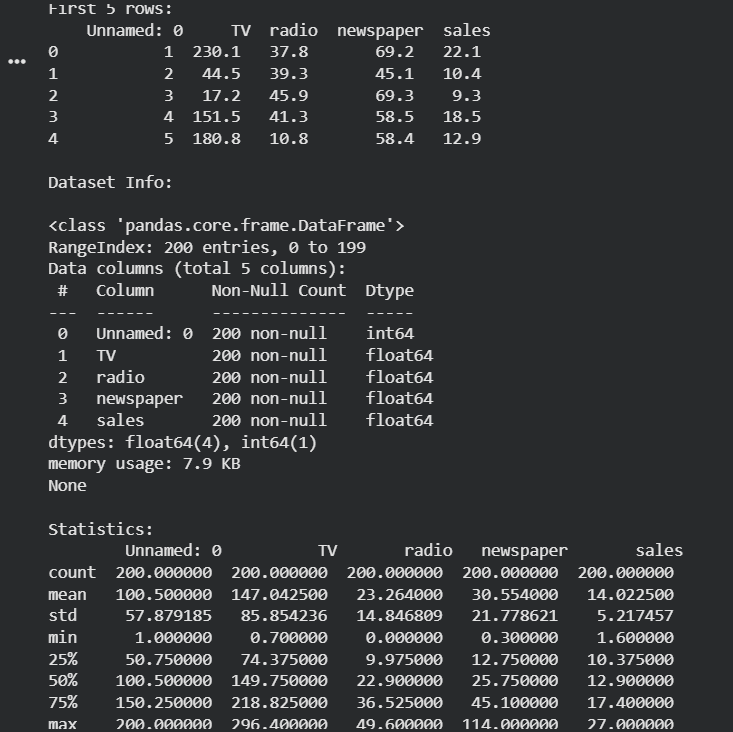 First 5 rows:
   Unnamed: 0     TV  radio  newspaper  sales
0           1  230.1   37.8       69.2   22.1
1           2   44.5   39.3       45.1   10.4
2           3   17.2   45.9       69.3    9.3
3           4  151.5   41.3       58.5   18.5
4           5  180.8   10.8       58.4   12.9
Dataset Info:
<class 'pandas.core.frame.DataFrame'>
RangeIndex: 200 entries, 0 to 199
Data columns (total 5 columns):
 #   Column      Non-Null Count  Dtype
---  ------      --------------  -----
 0   Unnamed: 0  200 non-null    int64
 1   TV          200 non-null    float64
 2   radio       200 non-null    float64
 3   newspaper   200 non-null    float64
 4   sales       200 non-null    float64
dtypes: float64(4), int64(1)
memory usage: 7.9 KB
None
Statistics:
       Unnamed: 0          TV       radio   newspaper       sales
count  200.000000  200.000000  200.000000  200.000000  200.000000
mean   100.500000  147.042500   23.264000   30.554000   14.022500
std     57.879185   85.854236   14.846809   21.778621    5.217457
min      1.000000    0.700000    0.000000    0.300000    1.600000
25%     50.750000   74.375000    9.975000   12.750000   10.375000
50%    100.500000  149.750000   22.900000   25.750000   12.900000
75%    150.250000  218.825000   36.525000   45.100000   17.400000
max    200.000000  296.400000   49.600000  114.000000   27.000000